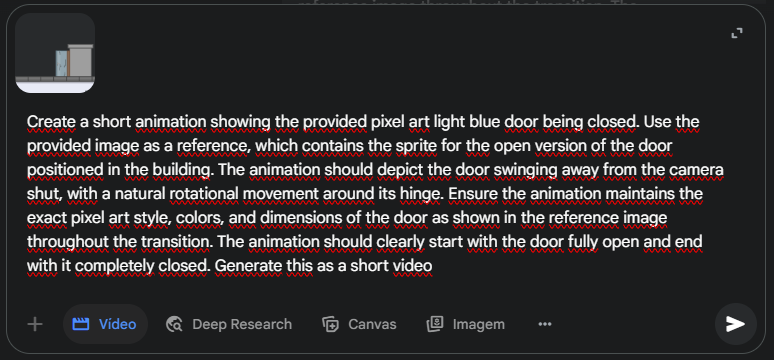 Create a short animation showing the provided pixel art light blue door being closed. Use the
provided image as a reference, which contains the sprite for the open version of the door
positioned in the building. The animation should depict the door swinging away from the camera
shut, with a natural rotational movement around its hinge. Ensure the animation maintains the
exact pixel art style, colors, and dimensions of the door as shown in the reference image
throughout the transition. The animation should clearly start with the door fully open and end
with it completely closed. Generate this as a short video
Vídeo Deep Research Canvas Imagem